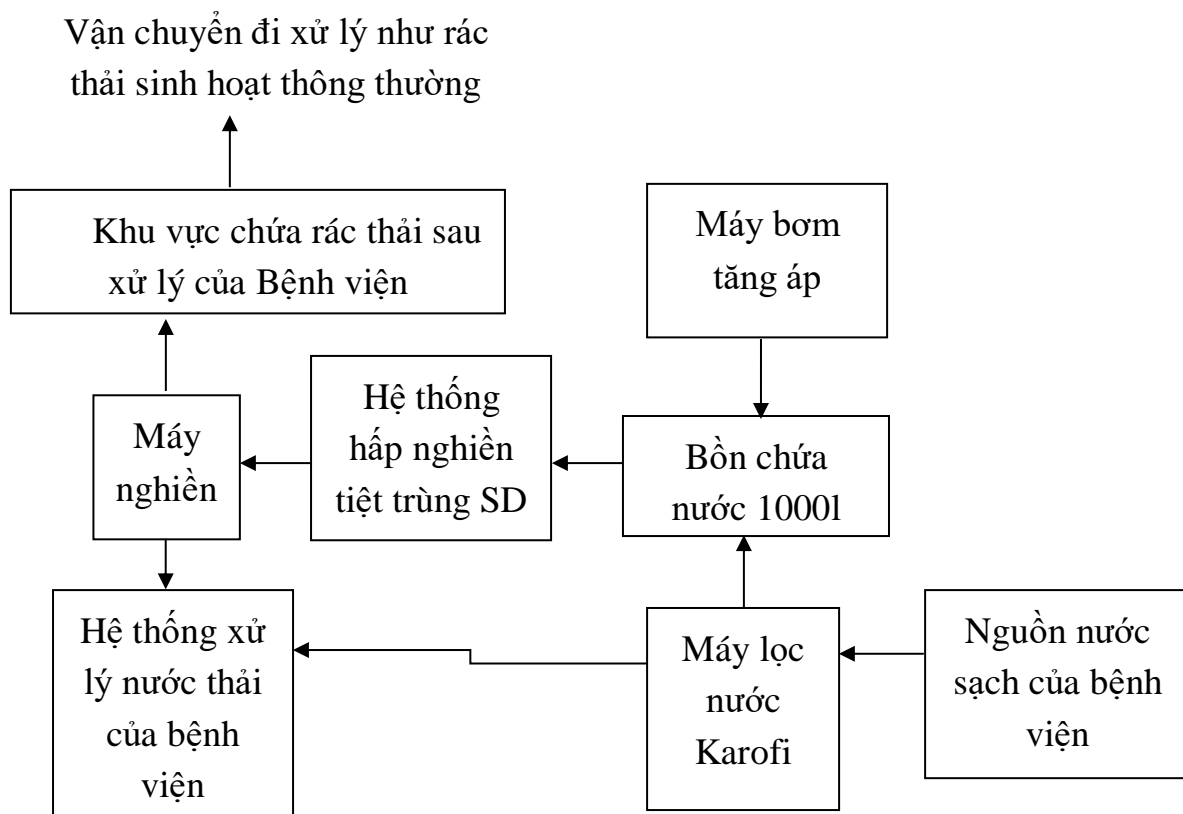 Vận chuyển đi xử lý như rác
thải sinh hoạt thông thường
Khu vực chứa rác thải sau
xử lý của Bệnh viện
Máy bơm
tăng áp
Máy
nghiền
Hệ thống
hấp nghiền
tiệt trùng SD
Bồn chứa
nước 1000l
Hệ thống xử
lý nước thải
của bệnh
viện
Máy lọc
nước
Karofi
Nguồn nước
sạch của bệnh
viện